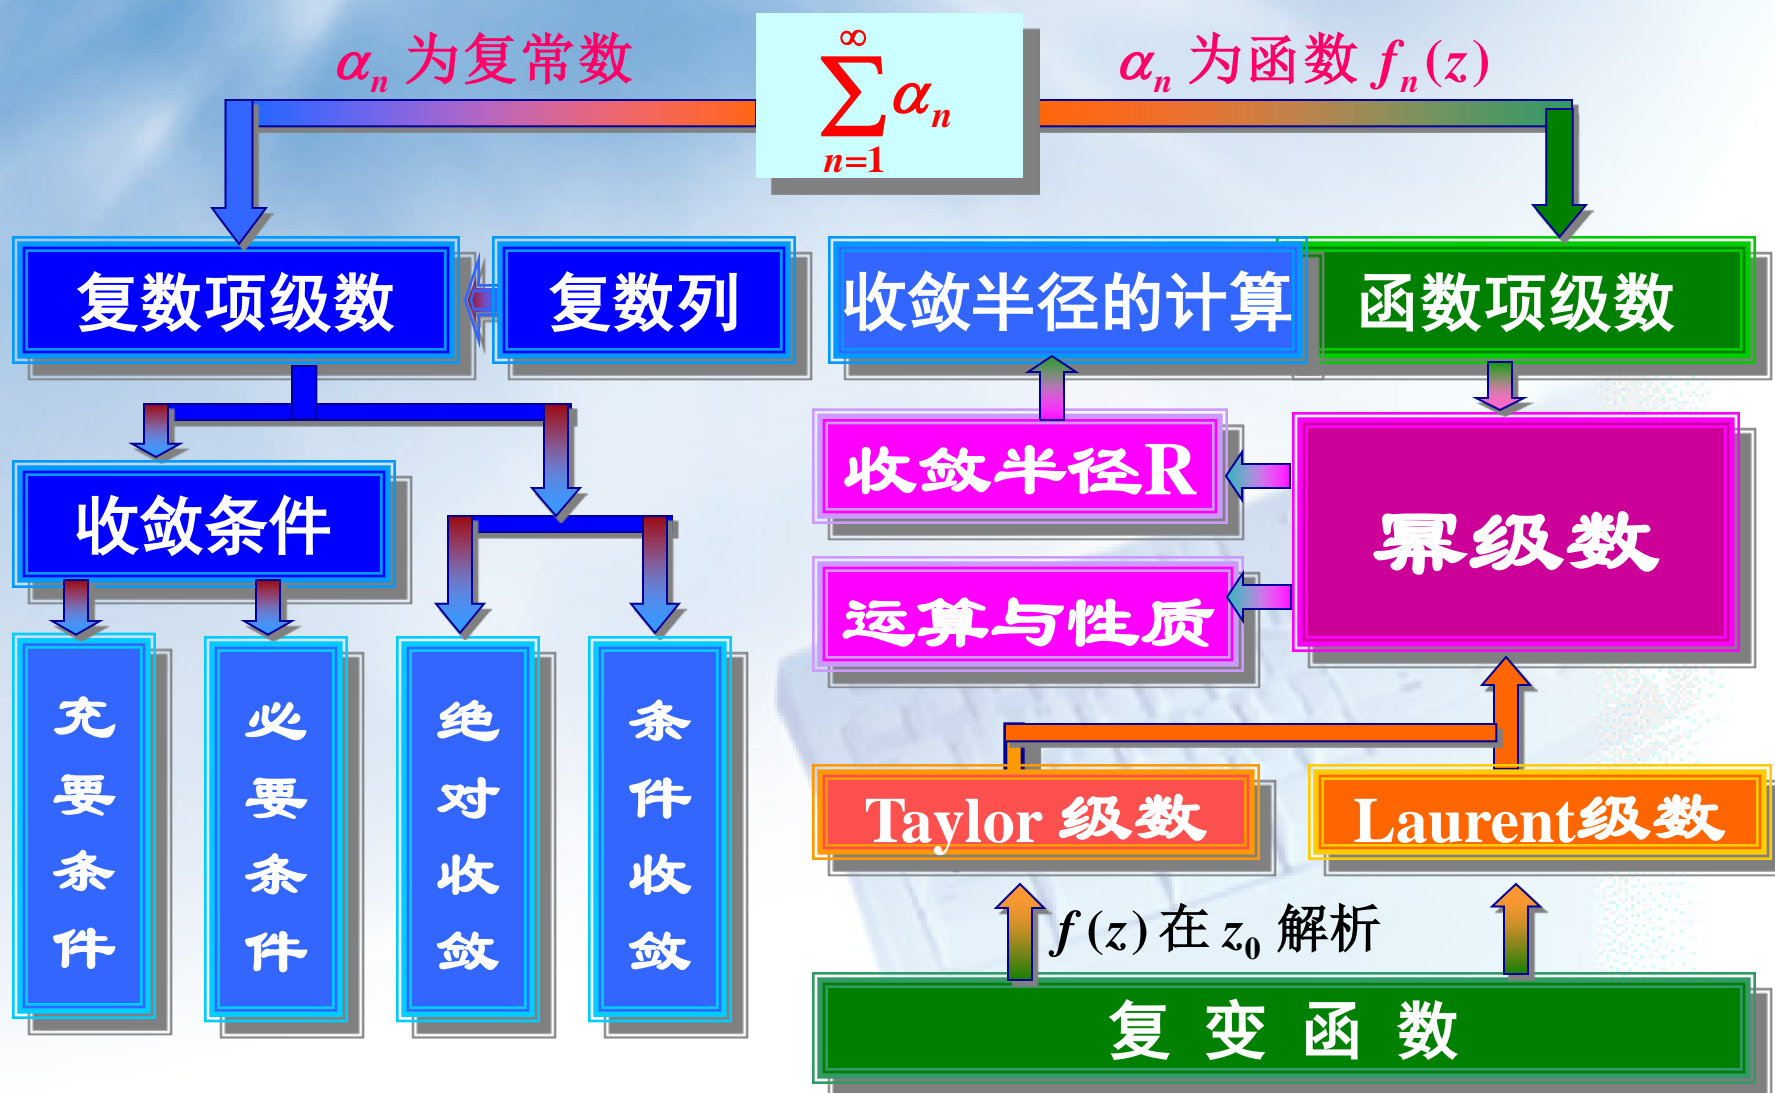 αₙ 为复常数
∞
∑αₙ
n=1
αₙ 为函数 fₙ(z)
复数项级数
复数列
收敛半径的计算
函数项级数
收敛条件
收敛半径R
幂级数
运算与性质
充要条件
必要条件
绝对收敛
条件收敛
Taylor 级数
Laurent级数
f(z) 在 z₀ 解析
复变函数